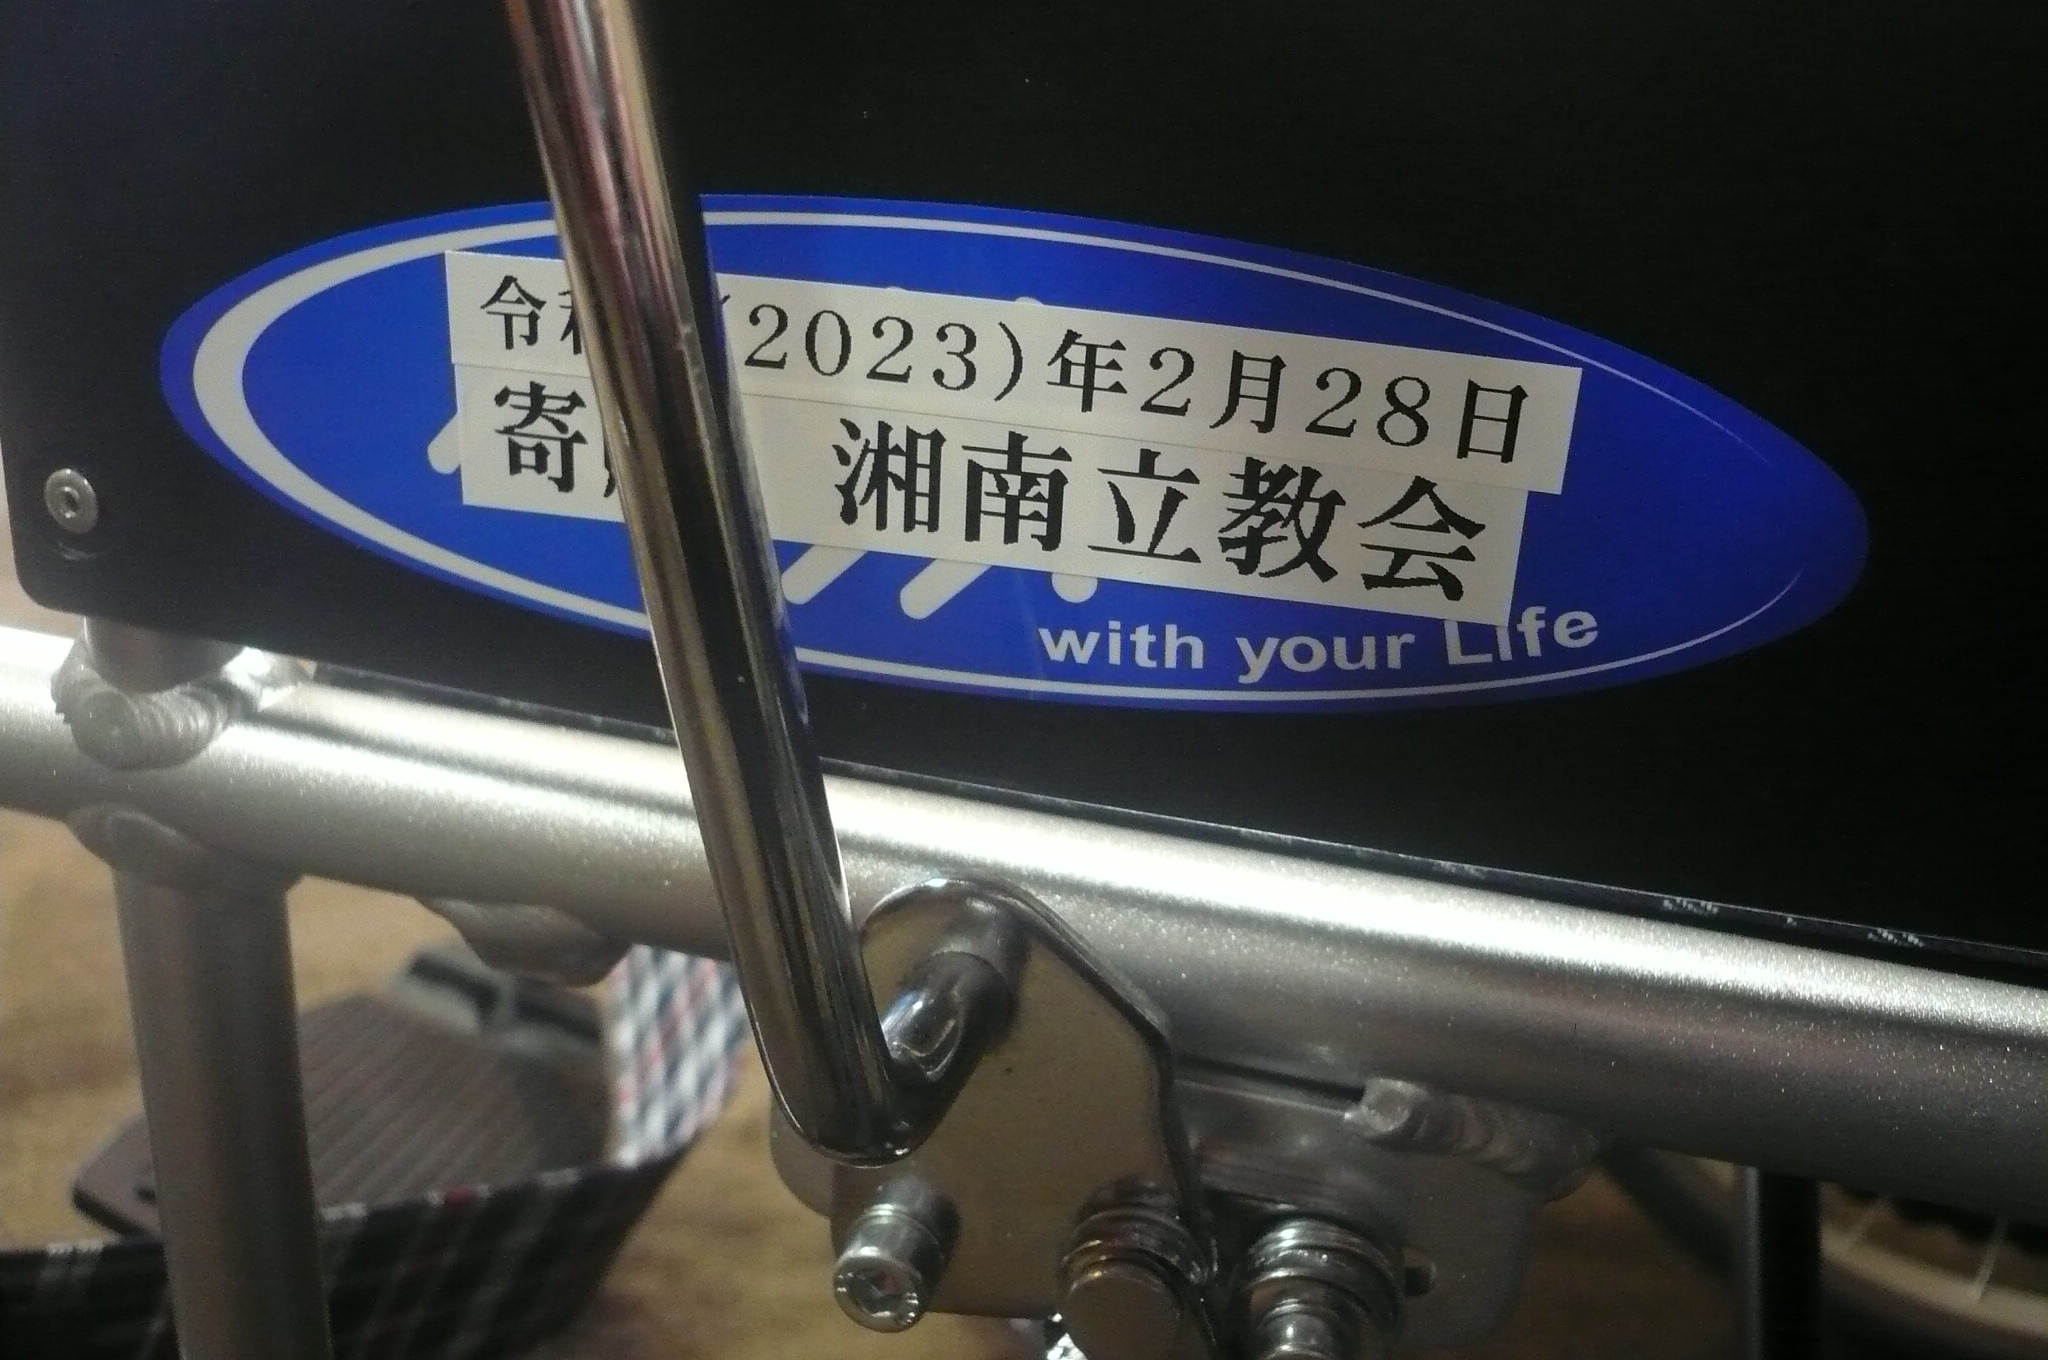 令和 (2023)年2月28日
寄 湘南立教会
with your Life